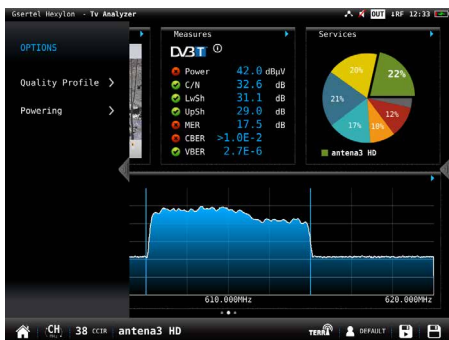 Gsertel Hexylon - Tv Analyzer
OUT iRF 12:33
OPTIONS
Quality Profile >
Powering >
Measures
DVB T
Power 42.0 dBµV
C/N 32.6 dB
LwSh 31.1 dB
UpSh 29.0 dB
MER 17.5 dB
CBER >1.0E-2
VBER 2.7E-6
Services
20%
22%
21%
12%
17%
10%
antena3 HD
610.000MHz
620.000MHz
CH
38 CCIR antena3 HD
TERRA
DEFAULT